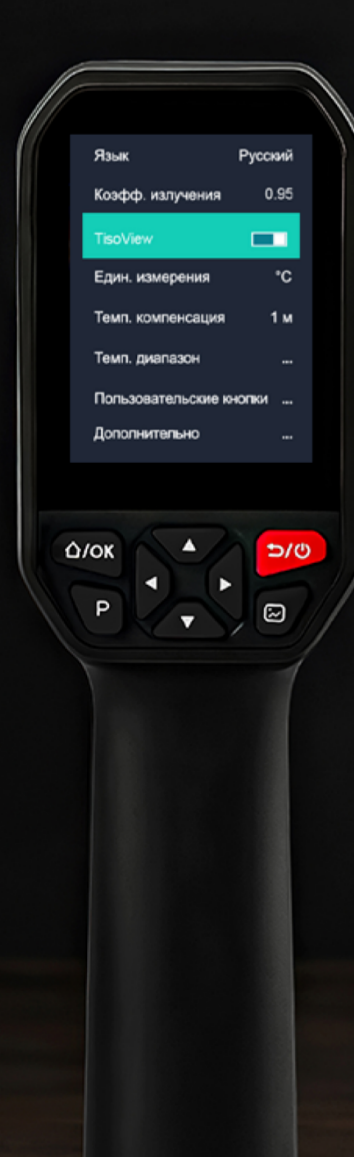 Язык Русский
Коэфф. излучения 0.95
TisoView
Един. измерения °C
Темп. компенсация 1 м
Темп. диапазон ...
Пользовательские кнопки ...
Дополнительно ...
/OK
P